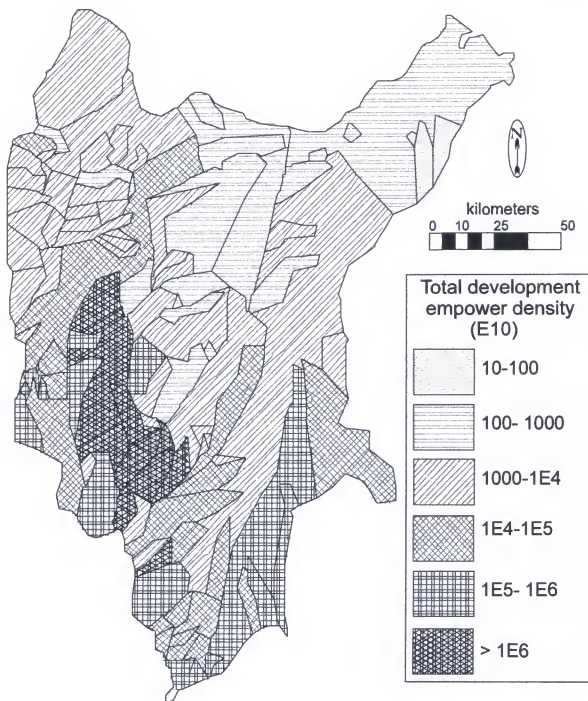 Z
kilometers
0 10 25 50
Total development
empower density
(E10)
10-100
100- 1000
1000-1E4
1E4-1E5
1E5- 1E6
> 1E6